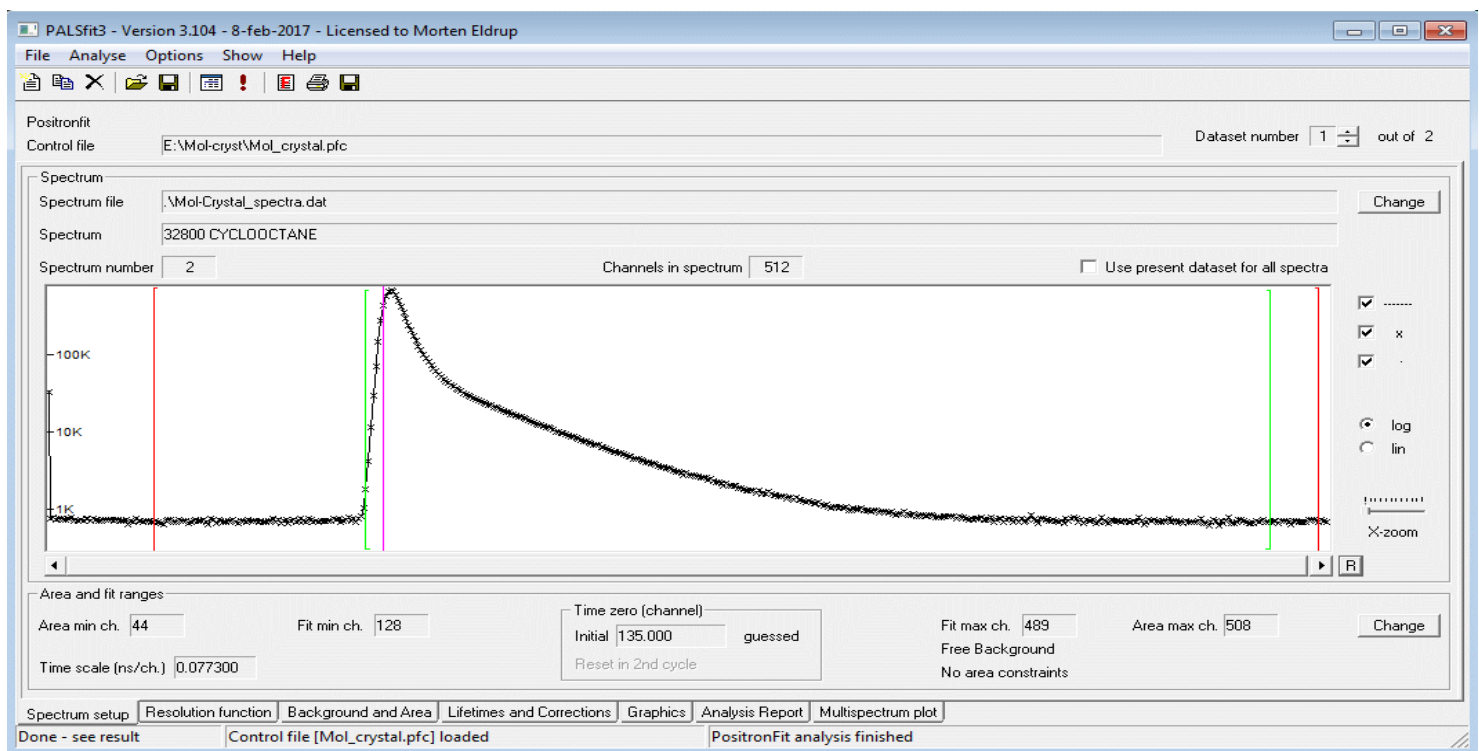 PALSfit3 - Version 3.104 - 8-feb-2017 - Licensed to Morten Eldrup
File Analyse Options Show Help
Positronfit
Control file E:\Mol-cryst\Mol_crystal.pfc
Dataset number 1 out of 2
Spectrum
Spectrum file .\Mol-Crystal_spectra.dat Change
Spectrum 32800 CYCLOOCTANE
Spectrum number 2 Channels in spectrum 512 Use present dataset for all spectra
-------
x
.
100K
10K
1K
log
lin
X-zoom
R
Area and fit ranges
Area min ch. 44 Fit min ch. 128
Time zero (channel)
Initial 135.000 guessed
Reset in 2nd cycle
Fit max ch. 489 Area max ch. 508 Change
Free Background
No area constraints
Time scale (ns/ch.) 0.077300
Spectrum setup Resolution function Background and Area Lifetimes and Corrections Graphics Analysis Report Multispectrum plot
Done - see result Control file [Mol_crystal.pfc] loaded PositronFit analysis finished